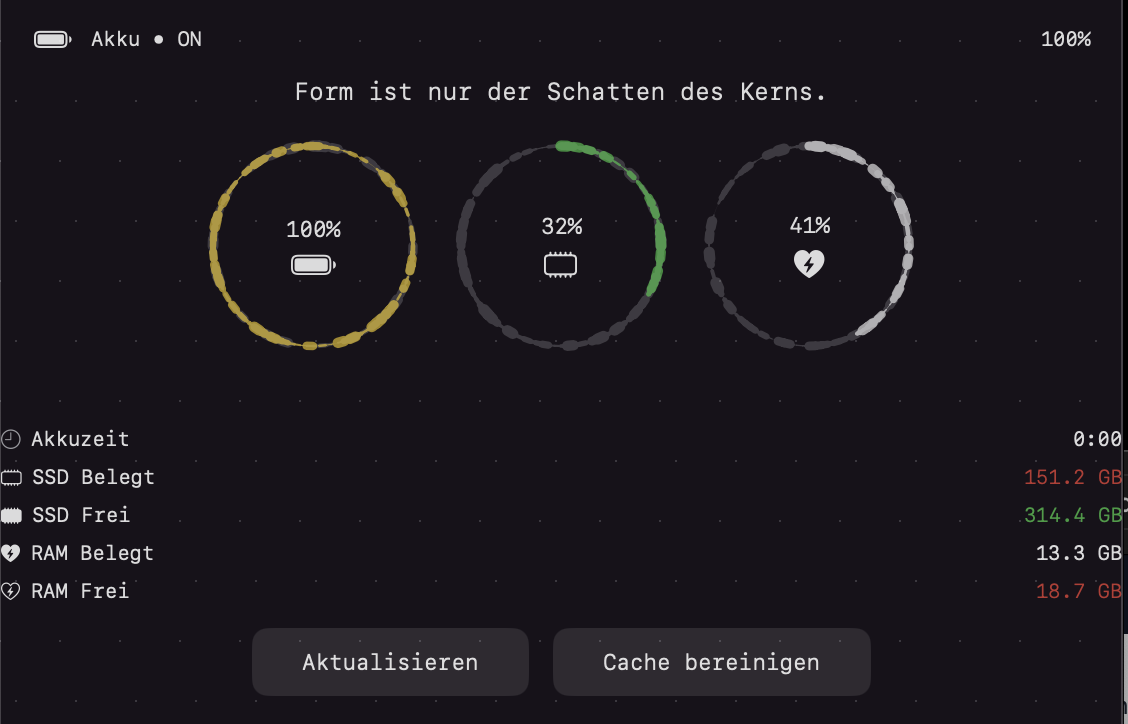 Akku • ON 100%
Form ist nur der Schatten des Kerns.
100% 32% 41%
Akkuzeit 0:00
SSD Belegt 151.2 GB
SSD Frei 314.4 GB
RAM Belegt 13.3 GB
RAM Frei 18.7 GB
Aktualisieren Cache bereinigen